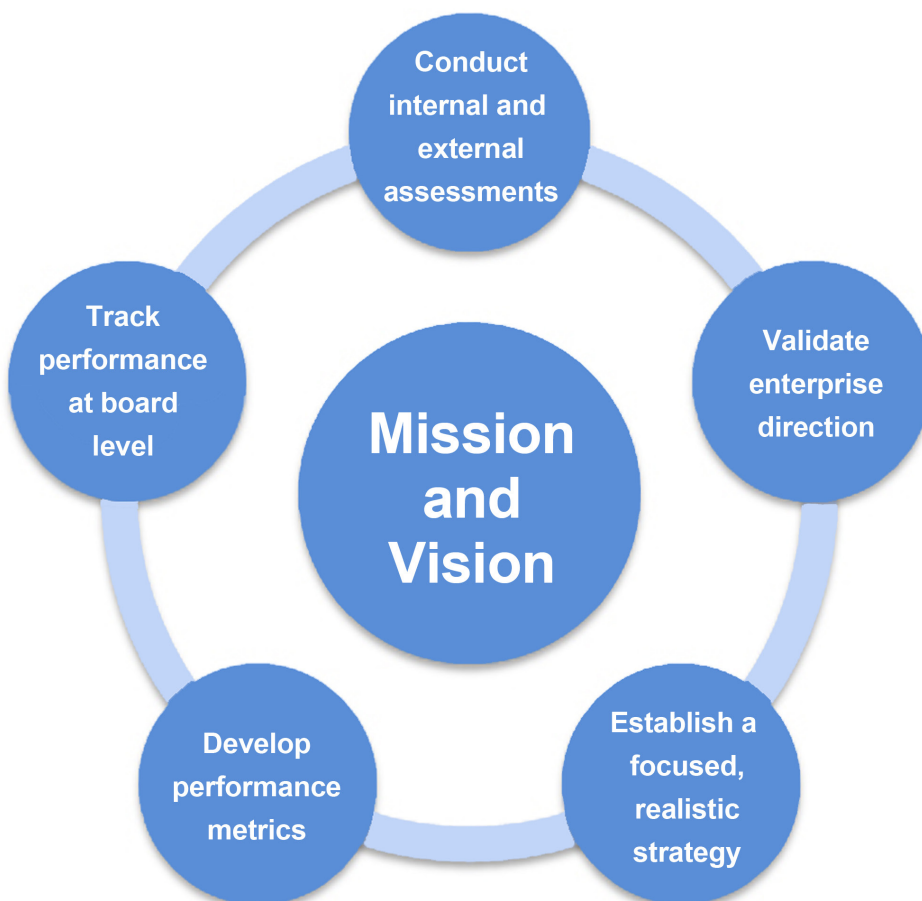 Conduct
internal and
external
assessments
Validate
enterprise
direction
Establish a
focused,
realistic
strategy
Develop
performance
metrics
Track
performance
at board
level
Mission
and
Vision